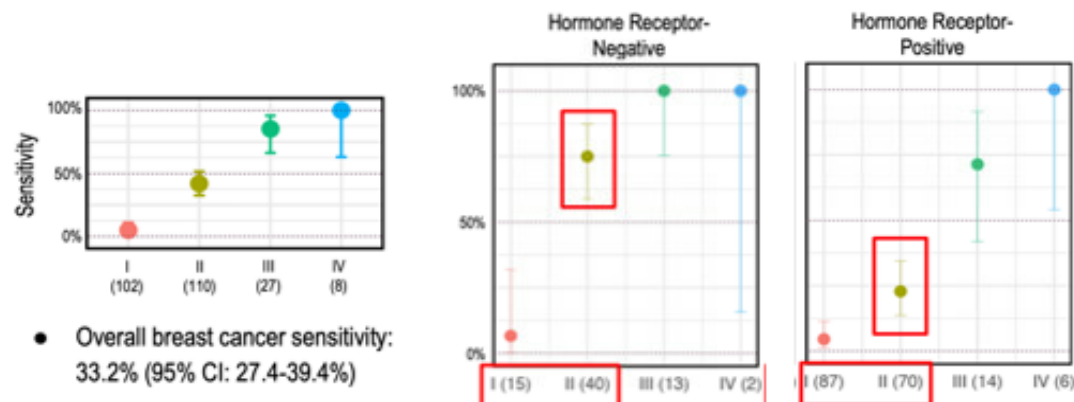 Sensitivity
100%
50%
0%
I
(102)
II
(110)
III
(27)
IV
(8)
● Overall breast cancer sensitivity:
33.2% (95% CI: 27.4-39.4%)
Hormone Receptor-
Negative
100%
50%
0%
I (15) II (40) III (13) IV (2)
Hormone Receptor-
Positive
I (87) II (70) III (14) IV (6)